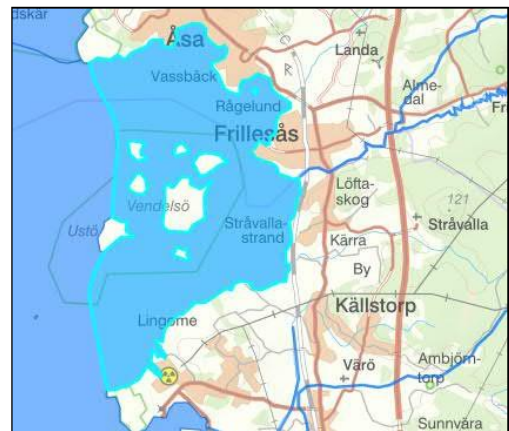 dskär
Åsa
Landa
Vassbäck
Alme-
dal
Rågelund
Fri
Frillesås
Löfta-
skog
121
Vendelsö
Stråvalla
Ustö
Stråvalla-
strand
Kärra
By
Källstorp
Lingome
Värö
Ambjörn-
torp
Sunnvära